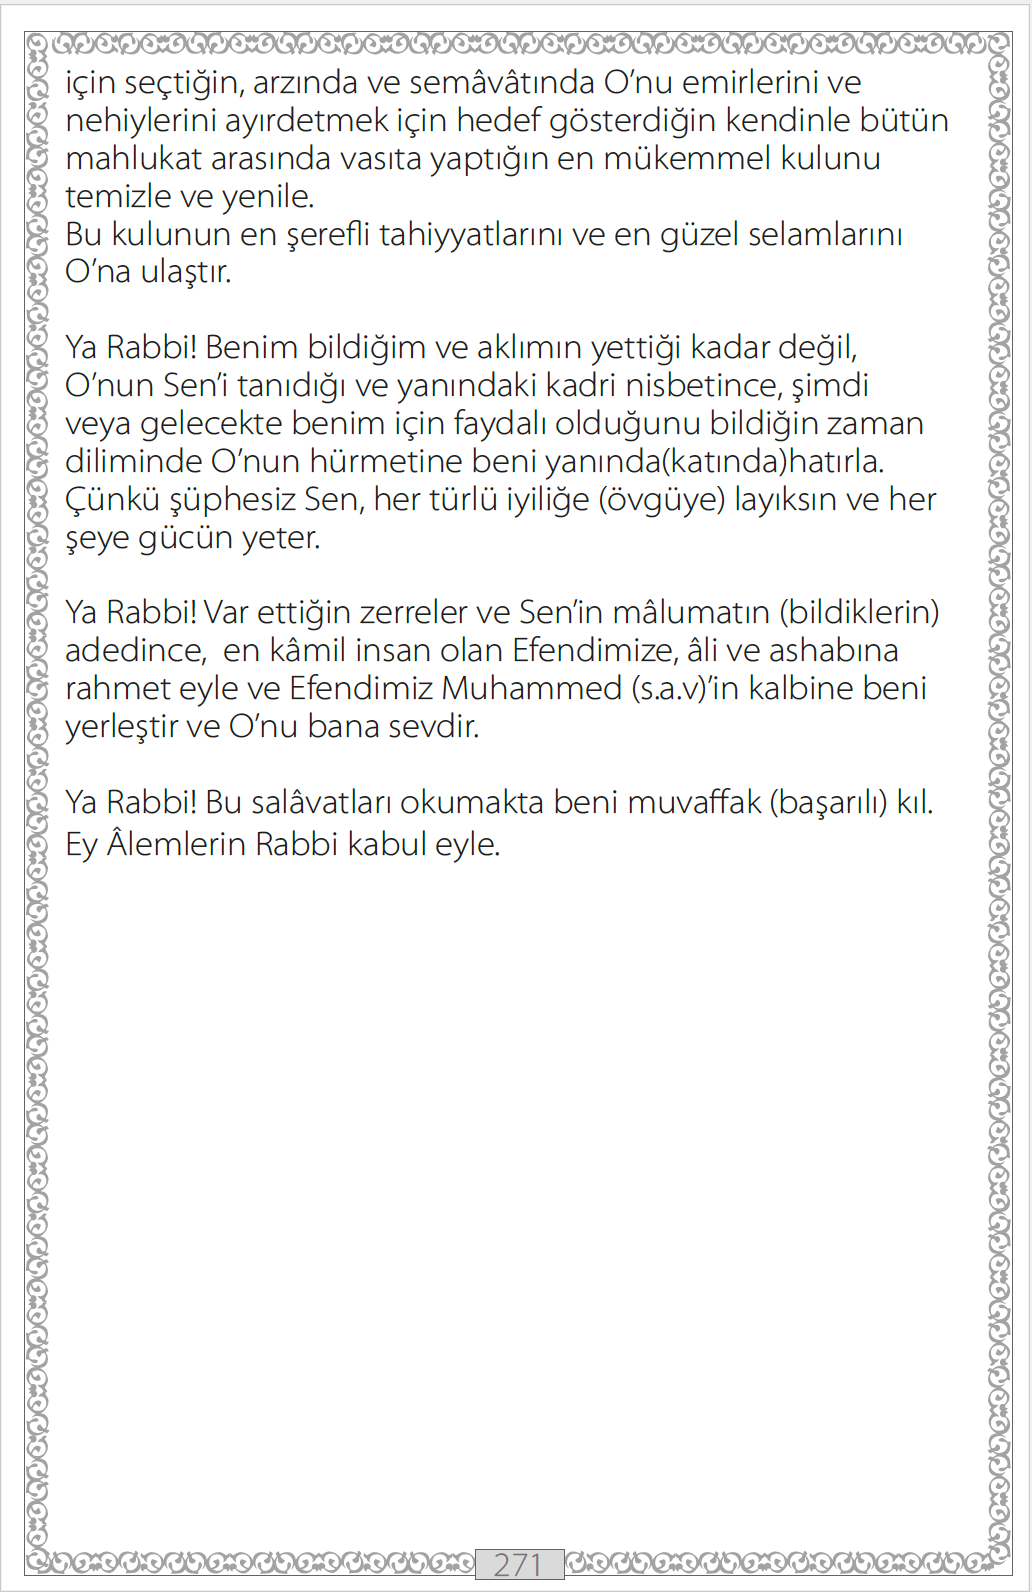 için seçtiğin, arzında ve semâvâtında O’nu emirlerini ve
nehiylerini ayırdetmek için hedef gösterdiğin kendinle bütün
mahlukat arasında vasıta yaptığın en mükemmel kulunu
temizle ve yenile.
Bu kulunun en şerefli tahiyyatlarını ve en güzel selamlarını
O’na ulaştır.
Ya Rabbi! Benim bildiğim ve aklımın yettiği kadar değil,
O’nun Sen’i tanıdığı ve yanındaki kadri nisbetince, şimdi
veya gelecekte benim için faydalı olduğunu bildiğin zaman
diliminde O’nun hürmetine beni yanında(katında)hatırla.
Çünkü şüphesiz Sen, her türlü iyiliğe (övgüye) layıksın ve her
şeye gücün yeter.
Ya Rabbi! Var ettiğin zerreler ve Sen’in mâlumatın (bildiklerin)
adedince,  en kâmil insan olan Efendimize, âli ve ashabına
rahmet eyle ve Efendimiz Muhammed (s.a.v)’in kalbine beni
yerleştir ve O’nu bana sevdir.
Ya Rabbi! Bu salâvatları okumakta beni muvaffak (başarılı) kıl.
Ey Âlemlerin Rabbi kabul eyle.
271